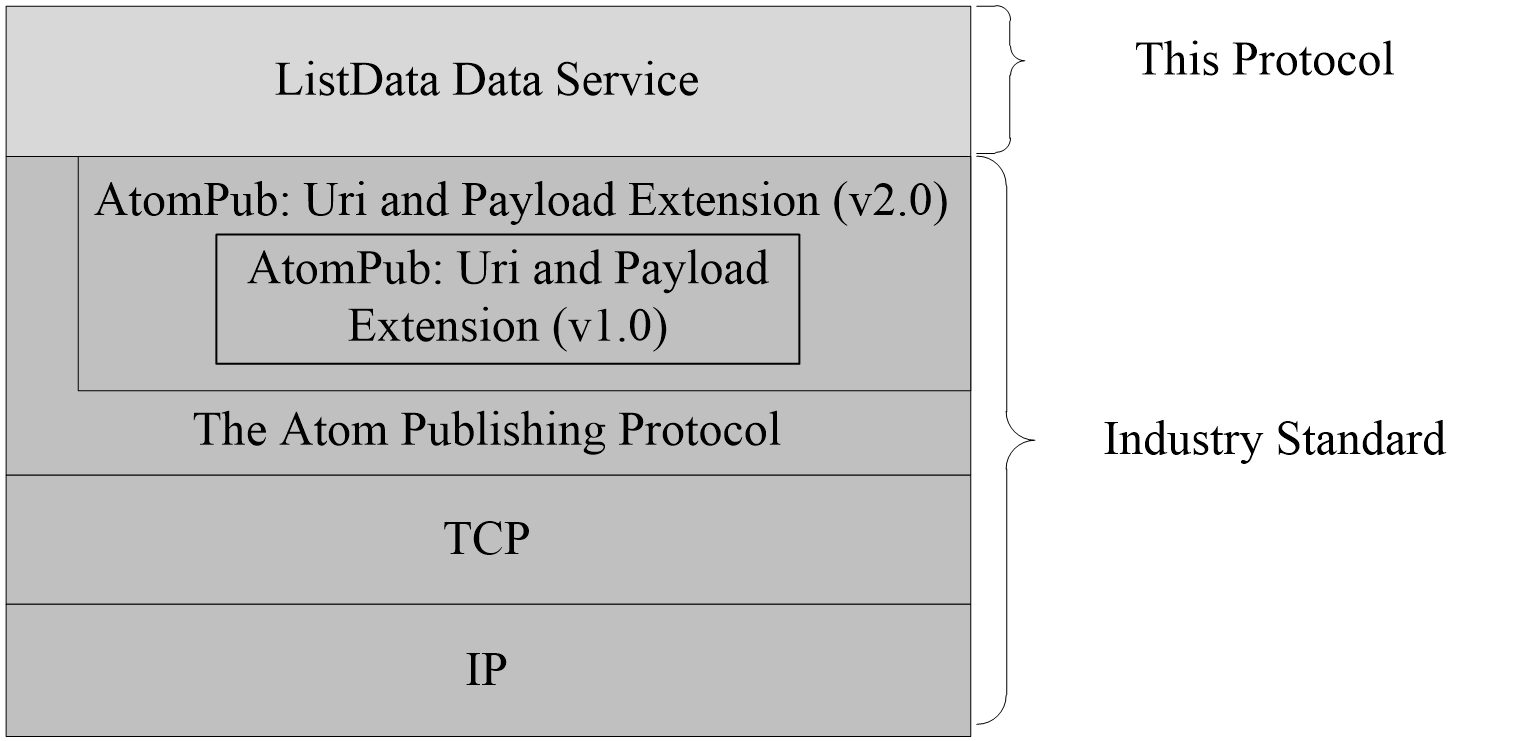 ListData Data Service
This Protocol
AtomPub: Uri and Payload Extension (v2.0)
AtomPub: Uri and Payload
Extension (v1.0)
The Atom Publishing Protocol
Industry Standard
TCP
IP